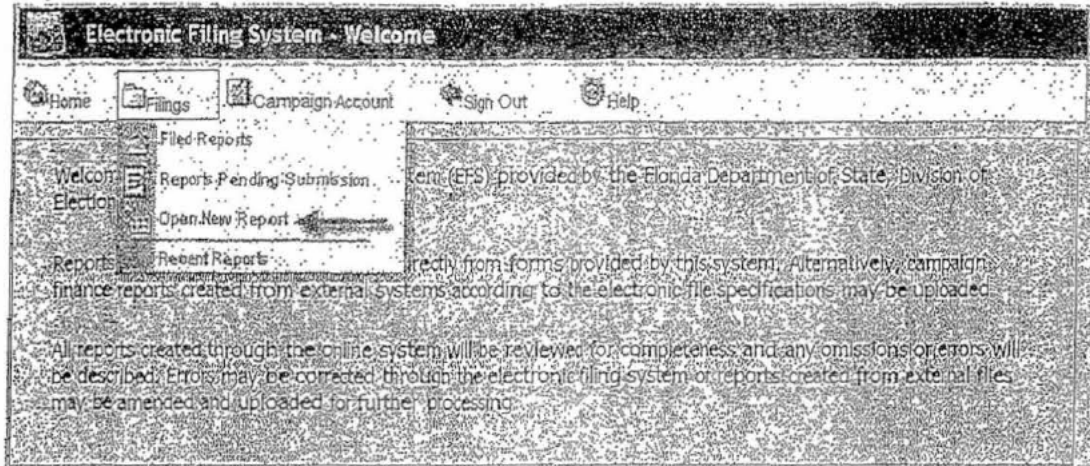 Electronic Filing System - Welcome
Home Filings Campaign Account Sign Out Help
Filed Reports
Reports Pending Submission
Open New Report
Recent Reports
Welcom tem (EFS) provided by the Florida Department of State, Division of
Election
Reports irectly from forms provided by this system. Alternatively, campaign
finance reports created from external systems according to the electronic file specifications may be uploaded
All reports created through the online system will be reviewed for completeness and any omissions or errors will
be described. Errors may be corrected through the electronic filing system or reports created from external files
may be amended and uploaded for further processing